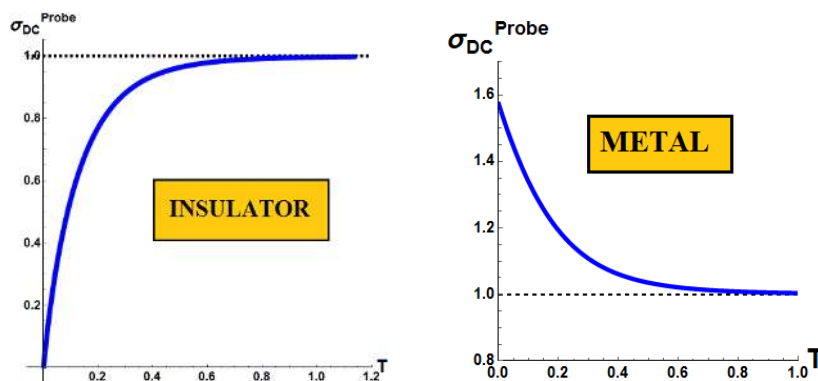 σDC Probe
1.0
0.8
0.6
0.4
0.2
0.2 0.4 0.6 0.8 1.0 1.2
T
INSULATOR
σDC Probe
1.6
1.4
1.2
1.0
0.8
0.0 0.2 0.4 0.6 0.8 1.0
T
METAL